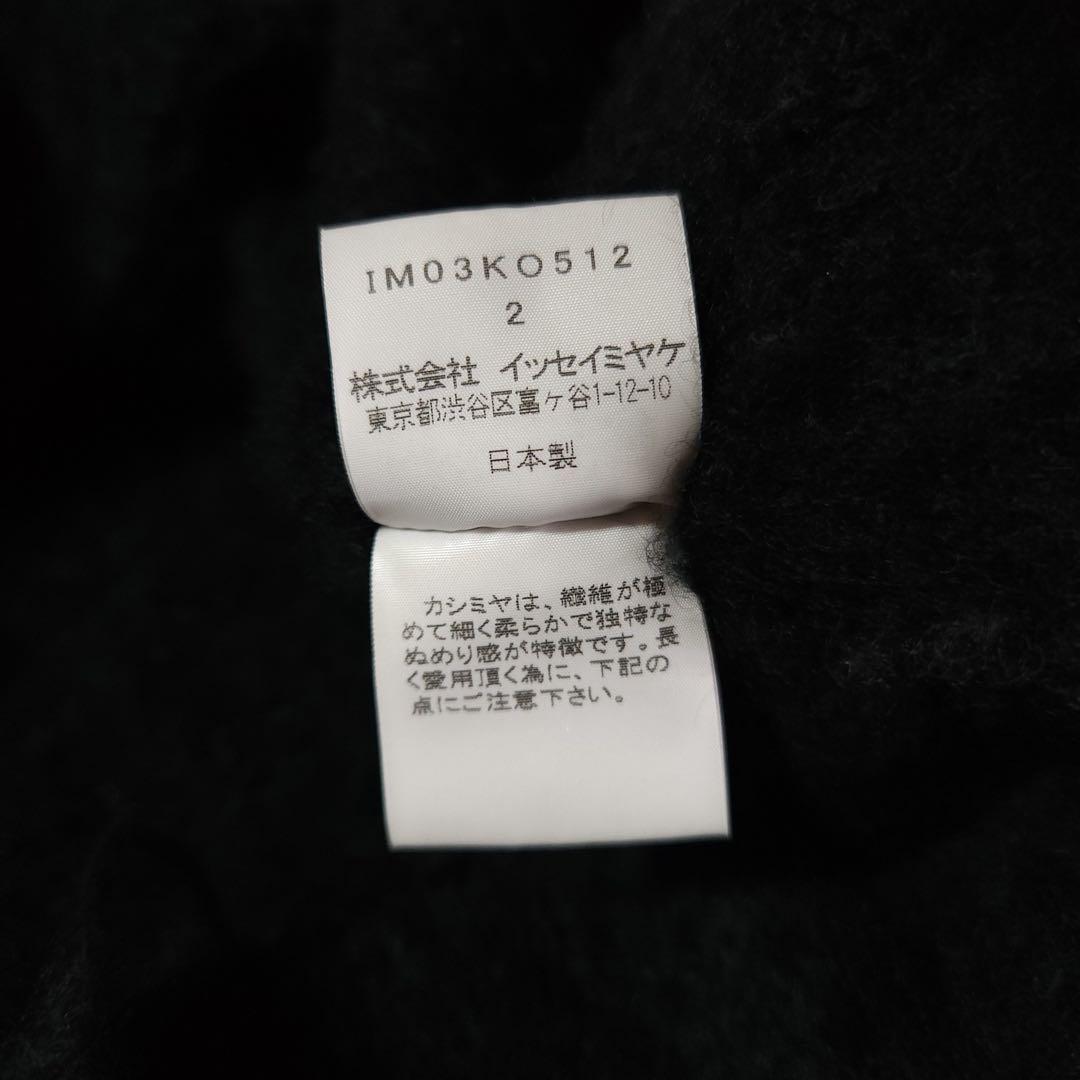 IM03KO512
2
株式会社 イッセイミヤケ
東京都渋谷区富ヶ谷1-12-10
日本製
カシミヤは、繊維が極
めて細く柔らかで独特な
ぬめり感が特徴です。長
く愛用頂く為に、下記の
点にご注意下さい。